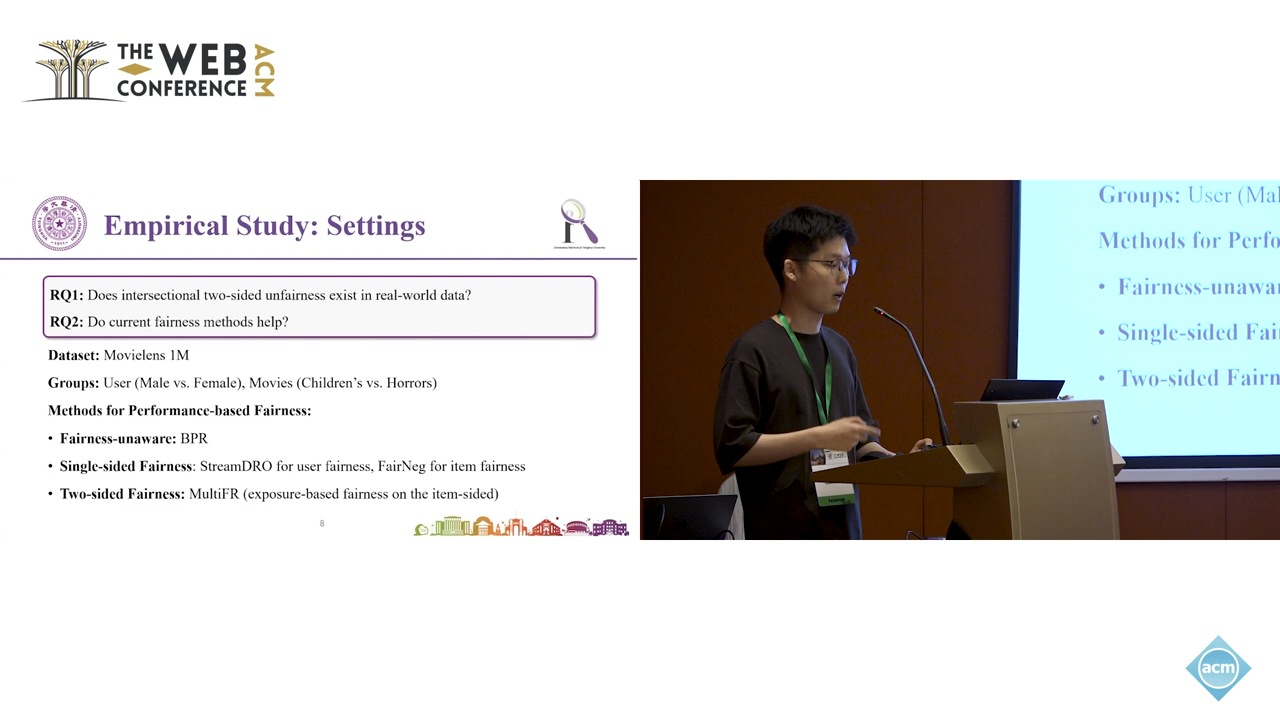 THE WEB
CONFERENCE
ACM
Empirical Study: Settings
RQ1: Does intersectional two-sided unfairness exist in real-world data?
RQ2: Do current fairness methods help?
Dataset: Movielens 1M
Groups: User (Male vs. Female), Movies (Children's vs. Horrors)
Methods for Performance-based Fairness:
• Fairness-unaware: BPR
• Single-sided Fairness: StreamDRO for user fairness, FairNeg for item fairness
• Two-sided Fairness: MultiFR (exposure-based fairness on the item-sided)
8
Groups: User (Mal
Methods for Perfo
• Fairness-unawar
• Single-sided Fai
• Two-sided Fairn
acm